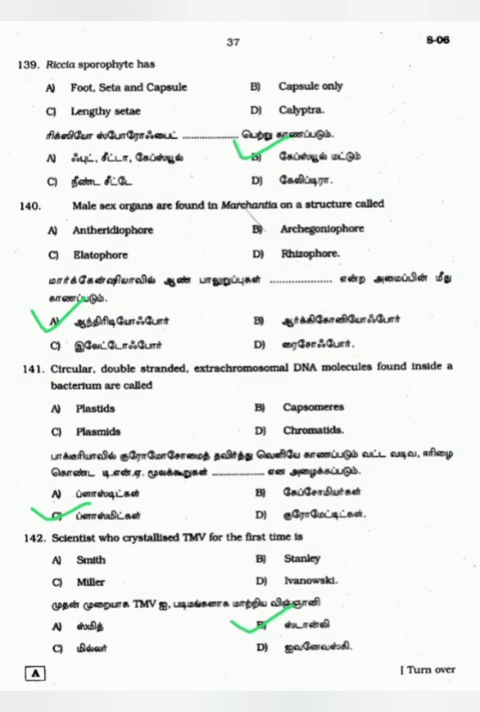 37
S-06
139. Riccia sporophyte has
A) Foot, Seta and Capsule B) Capsule only
C) Lengthy setae D) Calyptra.
ரிக்ஸியோ ஸ்போரோஃபைட் .................... பெற்று காணப்படும்.
A) ஃபுட், சீட்டா, கேப்ஸ்யூல் B) கேப்ஸ்யூல் மட்டும்
C) நீண்ட சீட்டே D) கேலிப்டிரா.
140. Male sex organs are found in Marchantia on a structure called
A) Antheridiophore B) Archegoniophore
C) Elatophore D) Rhizophore.
மார்க்கேன்ஷியாவில் ஆண் பாலுறுப்புகள் .................... என்ற அமைப்பின் மீது
காணப்படும்.
A) ஆந்திரிடியோஃபோர் B) ஆர்க்கிகோனியோஃபோர்
C) இலேட்டோஃபோர் D) ரைசோஃபோர்.
141. Circular, double stranded, extrachromosomal DNA molecules found inside a
bacterium are called
A) Plastids B) Capsomeres
C) Plasmids D) Chromatids.
பாக்டீரியாவில் குரோமோசோமைத் தவிர்த்து வெளியே காணப்படும் வட்ட வடிவ, ஈரிழை
கொண்ட டி.என்.ஏ. மூலக்கூறுகள் .................... என அழைக்கப்படும்.
A) ப்ளாஸ்டிட்கள் B) கேப்சோமியர்கள்
C) ப்ளாஸ்மிட்கள் D) குரோமேட்டிட்கள்.
142. Scientist who crystallised TMV for the first time is
A) Smith B) Stanley
C) Miller D) Ivanowski.
முதன் முறையாக TMV ஐ, படிமங்களாக மாற்றிய விஞ்ஞானி
A) ஸ்மித் B) ஸ்டான்லி
C) மில்லர் D) ஐவனோவஸ்கி.
A
[ Turn over